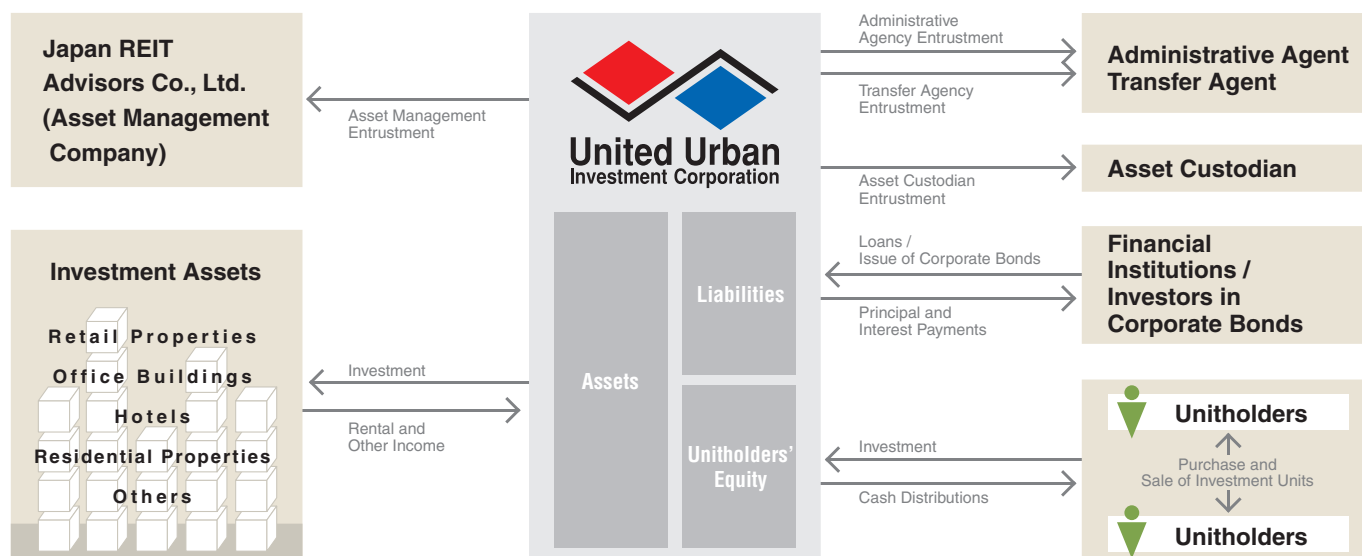 Japan REIT
Advisors Co., Ltd.
(Asset Management
Company)
Asset Management
Entrustment
Investment Assets
Retail Properties
Office Buildings
Hotels
Residential Properties
Others
Investment
Rental and
Other Income
United Urban
Investment Corporation
Assets
Liabilities
Unitholders'
Equity
Administrative
Agency Entrustment
Transfer Agency
Entrustment
Administrative Agent
Transfer Agent
Asset Custodian
Entrustment
Asset Custodian
Loans /
Issue of Corporate Bonds
Principal and
Interest Payments
Financial
Institutions /
Investors in
Corporate Bonds
Investment
Cash Distributions
Unitholders
Purchase and
Sale of Investment Units
Unitholders